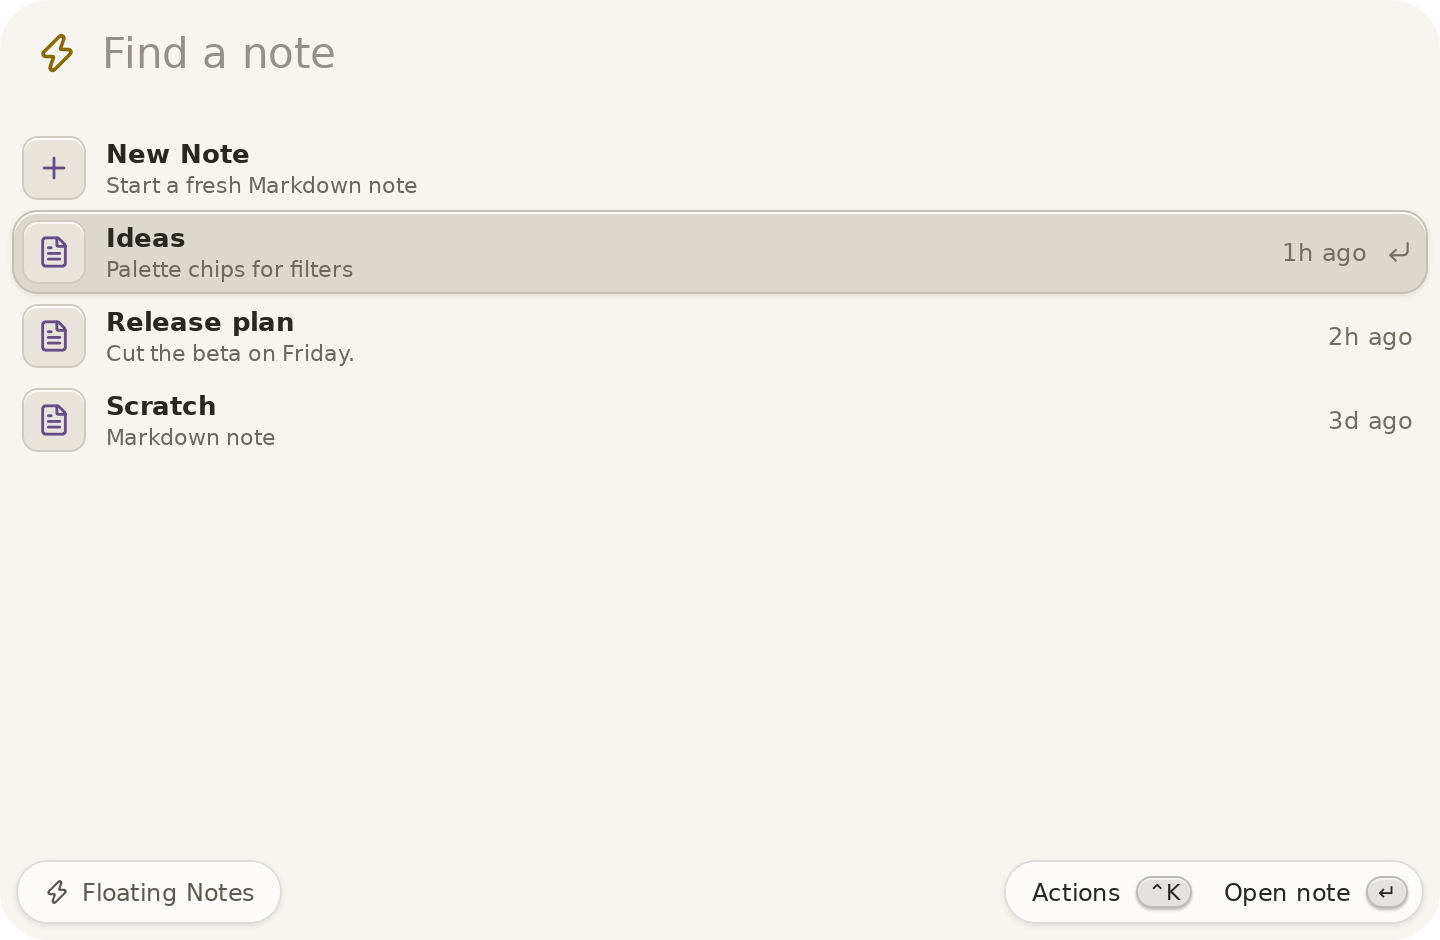 Find a note
New Note
Start a fresh Markdown note
Ideas
Palette chips for filters
1h ago
Release plan
Cut the beta on Friday.
2h ago
Scratch
Markdown note
3d ago
Floating Notes
Actions ^K Open note ↵